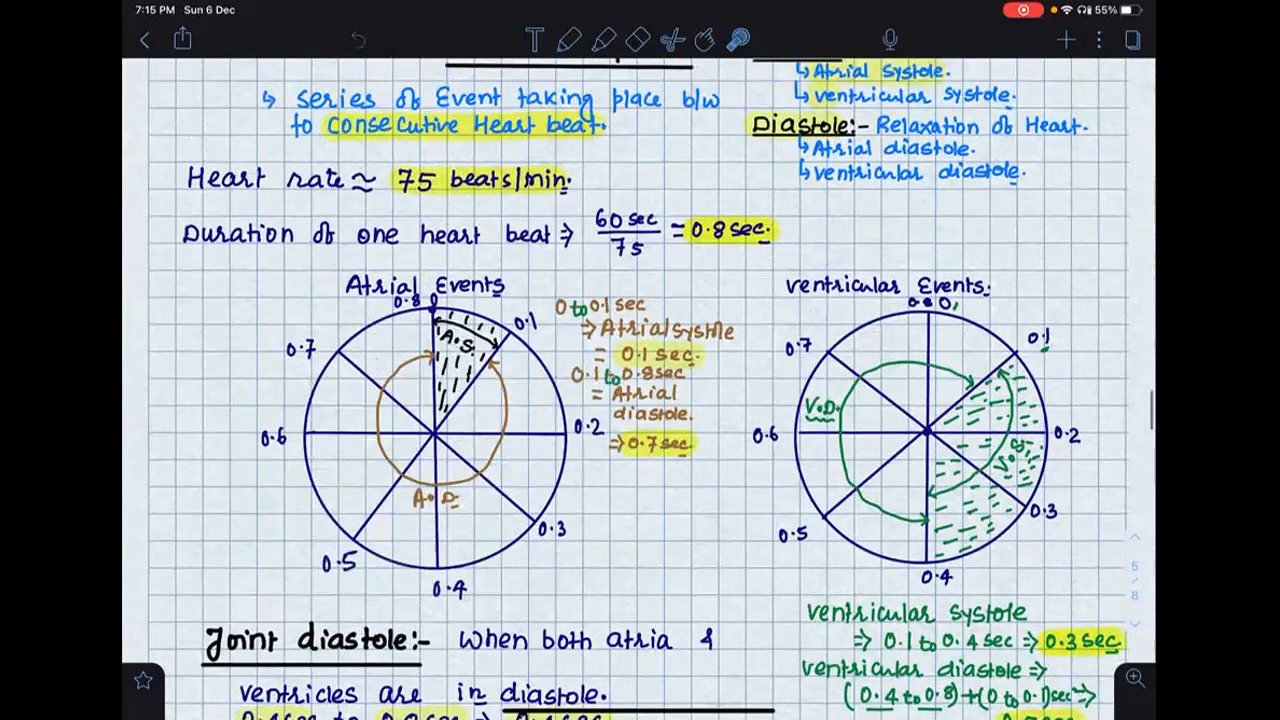 7:15 PM Sun 6 Dec
55%
↳ Series of Event taking place b/w
to consecutive Heart beat.
↳ Atrial systole.
↳ ventricular systole.
Diastole:- Relaxation of Heart.
↳ Atrial diastole.
↳ ventricular diastole.
Heart rate ≈ 75 beats/min.
Duration of one heart beat ⇒ 60 sec / 75 = 0.8 sec.
Atrial Events
0.8 0
0.1
0.2
0.3
0.4
0.5
0.6
0.7
A.S.
A.D.
0 to 0.1 sec
⇒ Atrial systole
= 0.1 sec.
0.1 to 0.8 sec
= Atrial
diastole.
⇒ 0.7 sec.
ventricular Events.
0.8 0
0.1
0.2
0.3
0.4
0.5
0.6
0.7
V.D.
V.S.
ventricular systole
⇒ 0.1 to 0.4 sec ⇒ 0.3 sec
ventricular diastole ⇒
(0.4 to 0.8) + (0 to 0.1) sec ⇒
Joint diastole:- When both atria &
ventricles are in diastole.
6
/
8